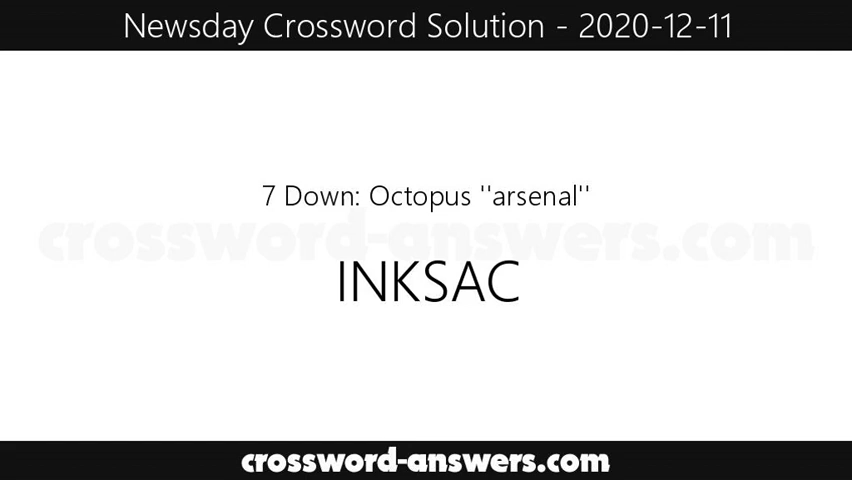 Newsday Crossword Solution - 2020-12-11
7 Down: Octopus ''arsenal''
crossword-answers.com
INKSAC
crossword-answers.com